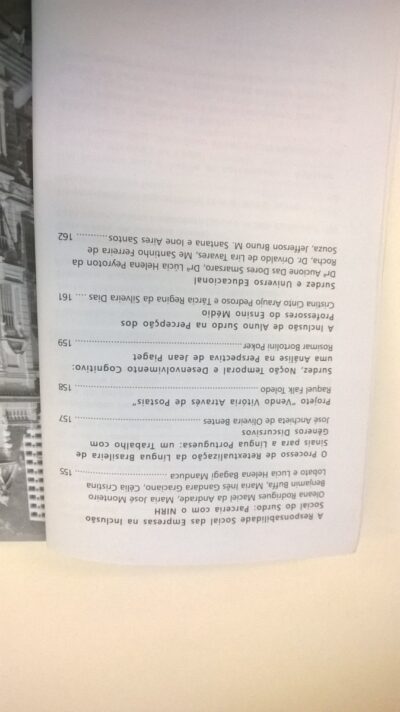 A Responsabilidade Social das Empresas na Inclusão
Social do Surdo: Parceria com o NIRH
Oleana Rodrigues Maciel da Andrade, Maria José Monteiro
Benjamin Buffa, Maria Inês Gandara Graciano, Célia Cristina
Lobato e Lucia Helena Bagagi Manduca ............ 155
O Processo de Retextualização da Língua Brasileira de
Sinais para a Língua Portuguesa: um Trabalho com
Gêneros Discursivos
José Anchieta de Oliveira Bentes ............ 157
Projeto "Vendo Vitória Através de Postais"
Raquel Falk Toledo ............ 158
Surdez, Noção Temporal e Desenvolvimento Cognitivo:
uma Análise na Perspectiva de Jean Piaget
Rosmar Bortolini Poker ............ 159
A Inclusão de Aluno Surdo na Percepção dos
Professores do Ensino Médio
Cristina Cinto Araujo Pedroso e Tárcia Regina da Silveira Dias .... 161
Surdez e Universo Educacional
Drª Aucione Das Dores Smarsaro, Drª Lúcia Helena Peyroton da
Rocha, Dr. Orivaldo de Lira Tavares, Me Santinho Ferreira de
Souza, Jefferson Bruno M. Santana e Ione Aires Santos ........... 162